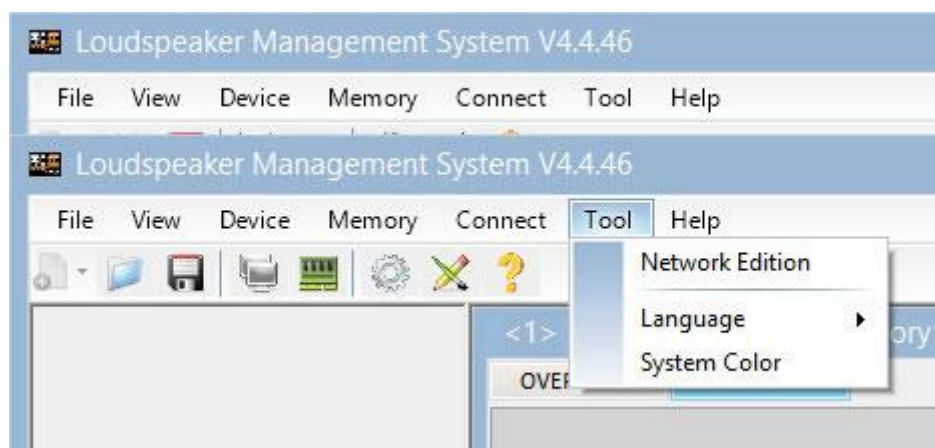 Loudspeaker Management System V4.4.46
File View Device Memory Connect Tool Help
Loudspeaker Management System V4.4.46
File View Device Memory Connect Tool Help
Network Edition
Language
System Color
<1>